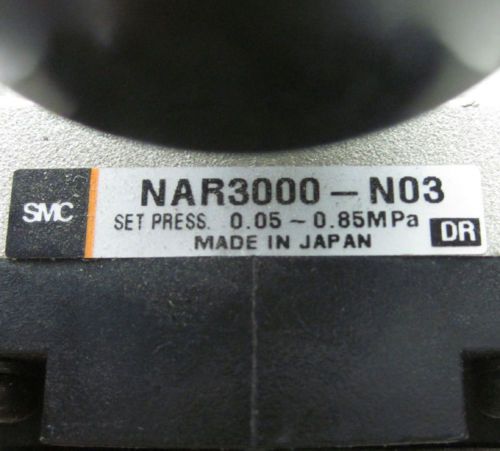 SMC
NAR3000-N03
SET PRESS. 0.05~0.85MPa
MADE IN JAPAN
DR